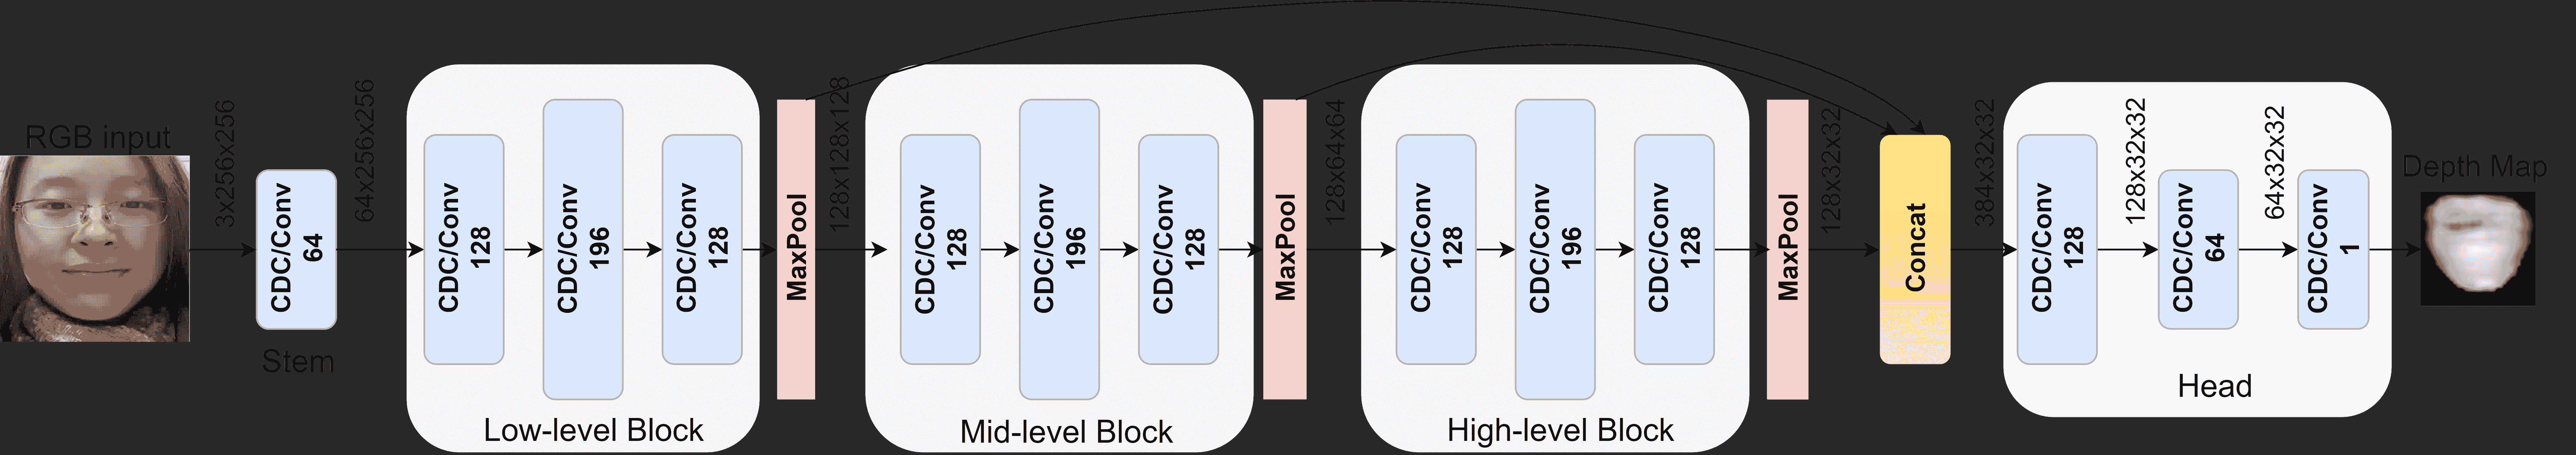 RGB input
3x256x256
CDC/Conv
64
Stem
64x256x256
CDC/Conv
128
CDC/Conv
196
CDC/Conv
128
Low-level Block
MaxPool
128x128x128
CDC/Conv
128
CDC/Conv
196
CDC/Conv
128
Mid-level Block
MaxPool
128x64x64
CDC/Conv
128
CDC/Conv
196
CDC/Conv
128
High-level Block
MaxPool
128x32x32
Concat
384x32x32
CDC/Conv
128
128x32x32
CDC/Conv
64
64x32x32
CDC/Conv
1
Head
Depth Map